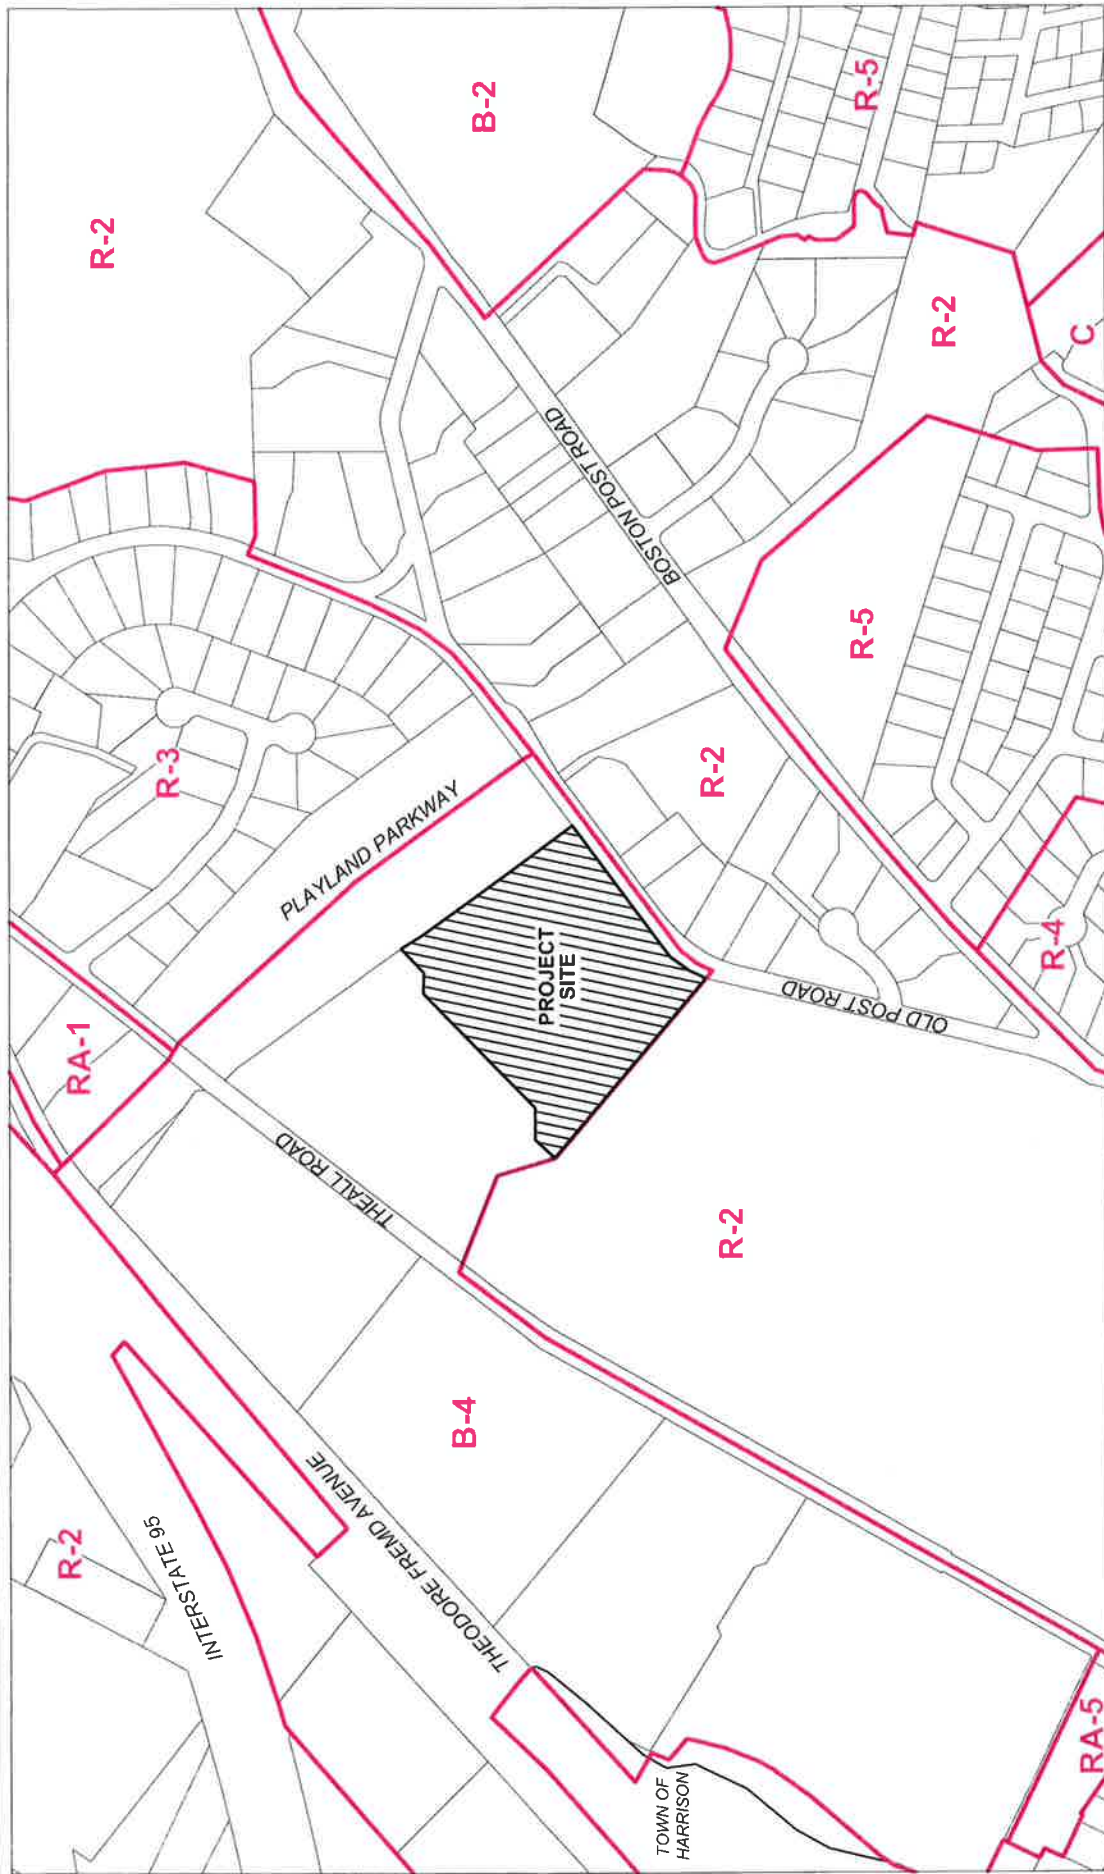 R-2
RA-1
R-2
R-3
INTERSTATE 95
THEALL ROAD
PLAYLAND PARKWAY
THEODORE FREMD AVENUE
B-4
B-2
PROJECT
SITE
BOSTON POST ROAD
TOWN OF
HARRISON
R-2
R-2
R-5
OLD POST ROAD
R-5
R-2
R-4
C
RA-5